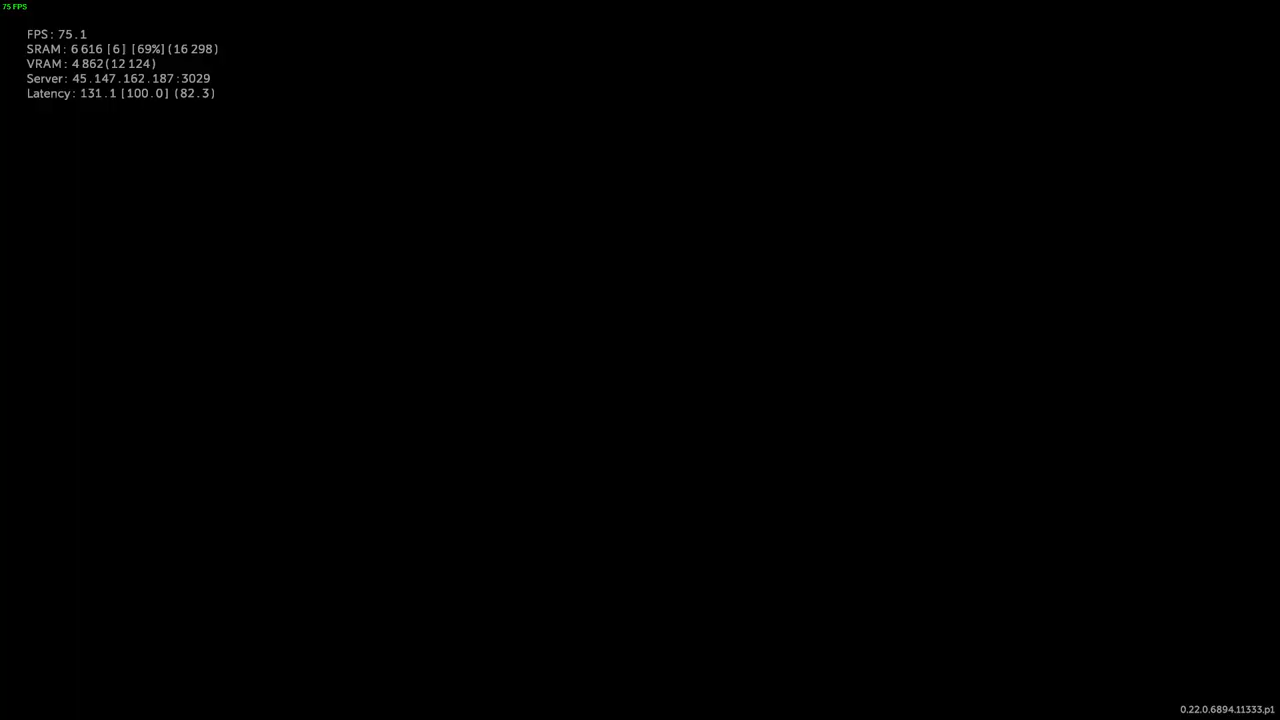 75 FPS
FPS: 75.1
SRAM: 6 616 [6] [69%] (16 298)
VRAM: 4 862(12 124)
Server: 45.147.162.187:3029
Latency: 131.1 [100.0] (82.3)
0.22.0.6894.11333.p1